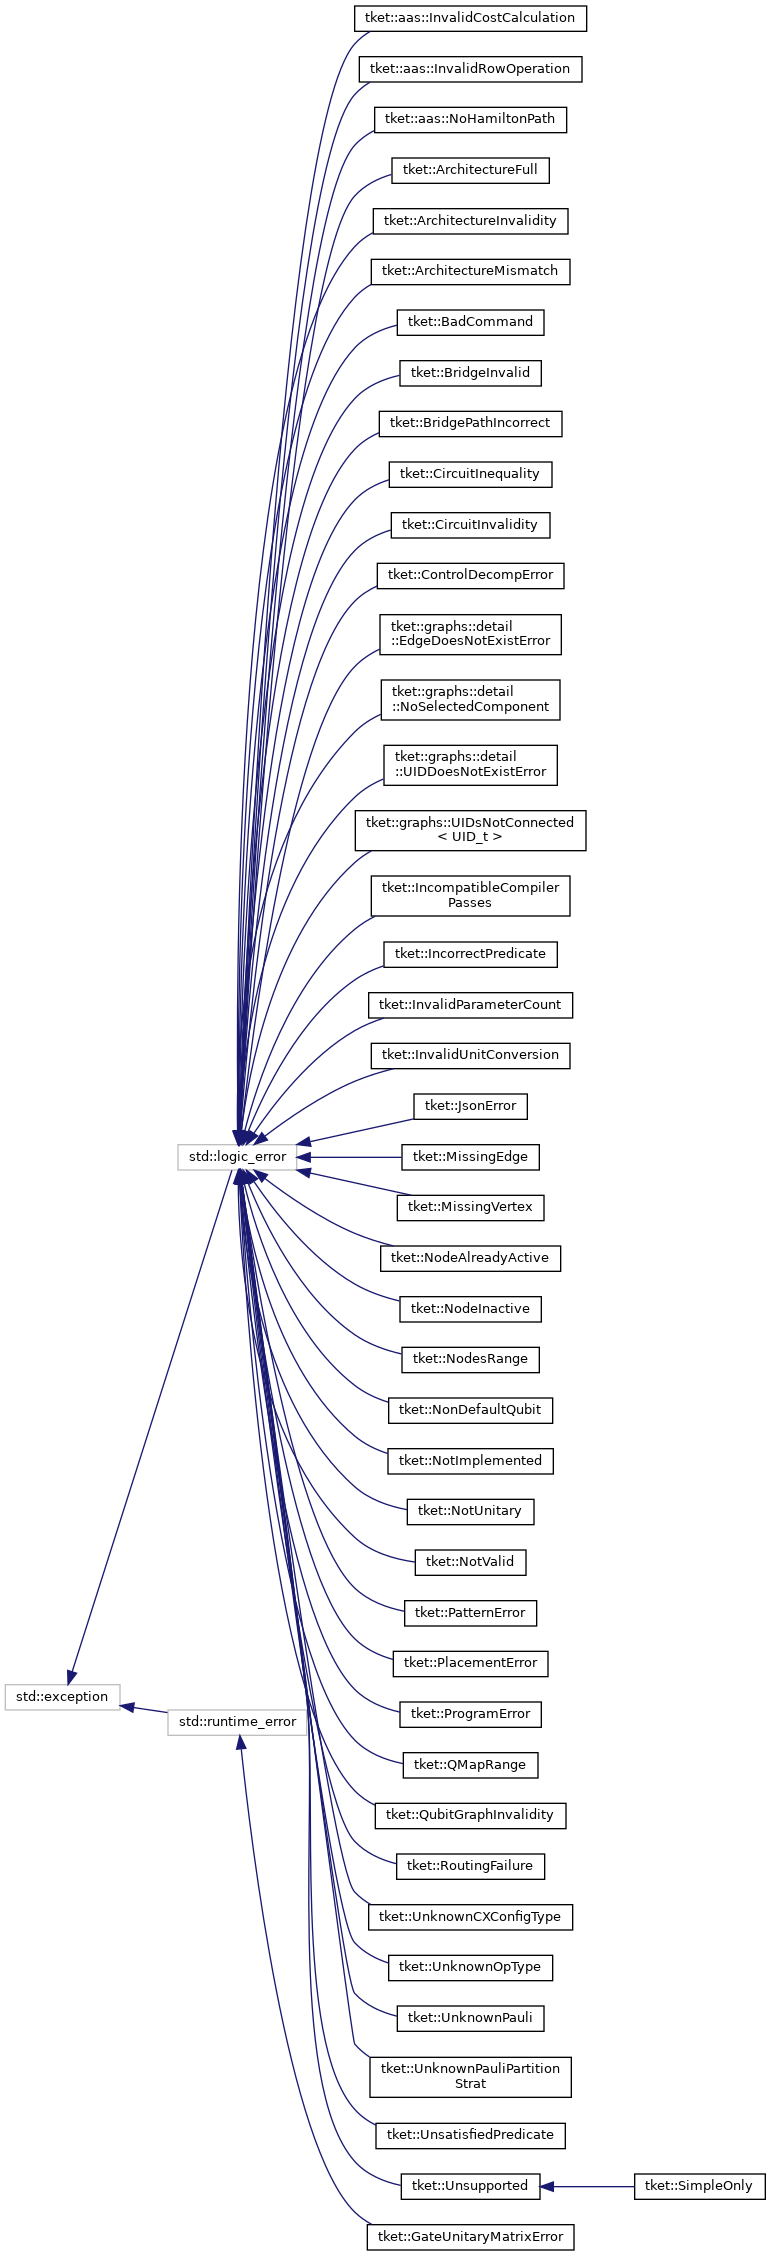 tket::aas::InvalidCostCalculation
tket::aas::InvalidRowOperation
tket::aas::NoHamiltonPath
tket::ArchitectureFull
tket::ArchitectureInvalidity
tket::ArchitectureMismatch
tket::BadCommand
tket::BridgeInvalid
tket::BridgePathIncorrect
tket::CircuitInequality
tket::CircuitInvalidity
tket::ControlDecompError
tket::graphs::detail
::EdgeDoesNotExistError
tket::graphs::detail
::NoSelectedComponent
tket::graphs::detail
::UIDDoesNotExistError
tket::graphs::UIDsNotConnected
< UID_t >
tket::IncompatibleCompiler
Passes
tket::IncorrectPredicate
tket::InvalidParameterCount
tket::InvalidUnitConversion
tket::JsonError
std::logic_error
tket::MissingEdge
tket::MissingVertex
tket::NodeAlreadyActive
tket::NodeInactive
tket::NodesRange
tket::NonDefaultQubit
tket::NotImplemented
tket::NotUnitary
tket::NotValid
tket::PatternError
tket::PlacementError
std::exception
tket::ProgramError
std::runtime_error
tket::QMapRange
tket::QubitGraphInvalidity
tket::RoutingFailure
tket::UnknownCXConfigType
tket::UnknownOpType
tket::UnknownPauli
tket::UnknownPauliPartition
Strat
tket::UnsatisfiedPredicate
tket::Unsupported
tket::SimpleOnly
tket::GateUnitaryMatrixError